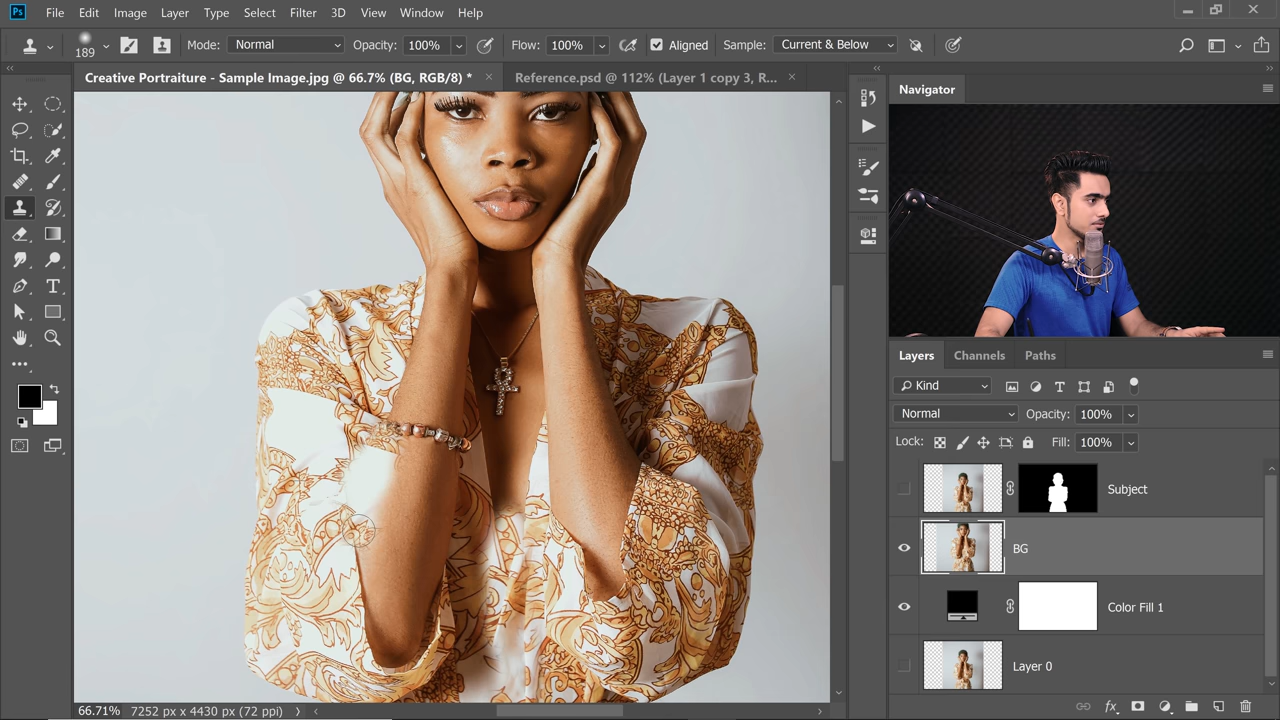 Ps File Edit Image Layer Type Select Filter 3D View Window Help
189 Mode: Normal Opacity: 100% Flow: 100% Aligned Sample: Current & Below
Creative Portraiture - Sample Image.jpg @ 66.7% (BG, RGB/8) * × Reference.psd @ 112% (Layer 1 copy 3, R... ×
Navigator
Layers Channels Paths
Kind
Normal Opacity: 100%
Lock: Fill: 100%
Subject
BG
Color Fill 1
Layer 0
66.71% 7252 px x 4430 px (72 ppi)